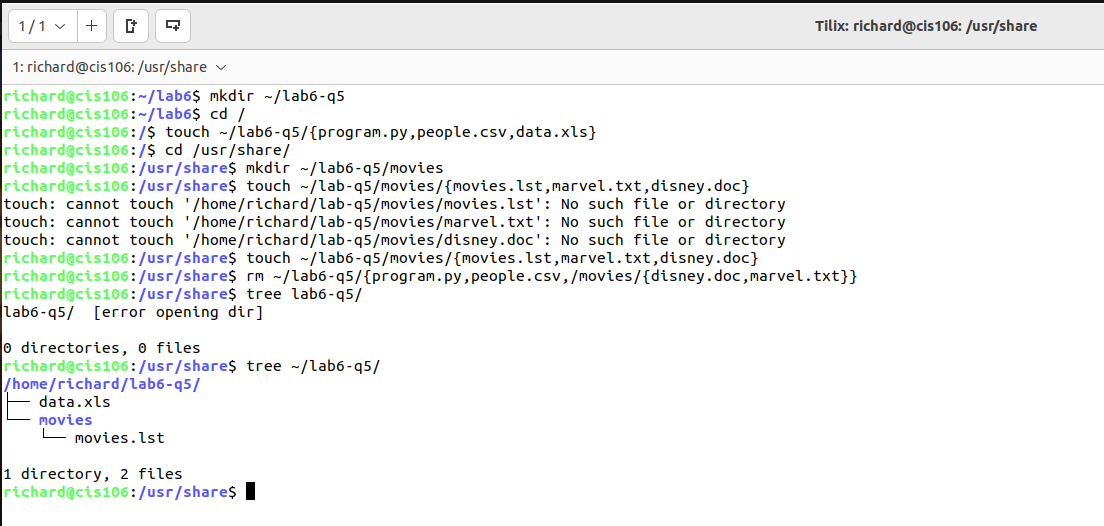 1 / 1
Tilix: richard@cis106: /usr/share
1: richard@cis106: /usr/share
richard@cis106:~/lab6$ mkdir ~/lab6-q5
richard@cis106:~/lab6$ cd /
richard@cis106:/$ touch ~/lab6-q5/{program.py,people.csv,data.xls}
richard@cis106:/$ cd /usr/share/
richard@cis106:/usr/share$ mkdir ~/lab6-q5/movies
richard@cis106:/usr/share$ touch ~/lab-q5/movies/{movies.lst,marvel.txt,disney.doc}
touch: cannot touch '/home/richard/lab-q5/movies/movies.lst': No such file or directory
touch: cannot touch '/home/richard/lab-q5/movies/marvel.txt': No such file or directory
touch: cannot touch '/home/richard/lab-q5/movies/disney.doc': No such file or directory
richard@cis106:/usr/share$ touch ~/lab6-q5/movies/{movies.lst,marvel.txt,disney.doc}
richard@cis106:/usr/share$ rm ~/lab6-q5/{program.py,people.csv,/movies/{disney.doc,marvel.txt}}
richard@cis106:/usr/share$ tree lab6-q5/
lab6-q5/  [error opening dir]
0 directories, 0 files
richard@cis106:/usr/share$ tree ~/lab6-q5/
/home/richard/lab6-q5/
├── data.xls
└── movies
    └── movies.lst
1 directory, 2 files
richard@cis106:/usr/share$